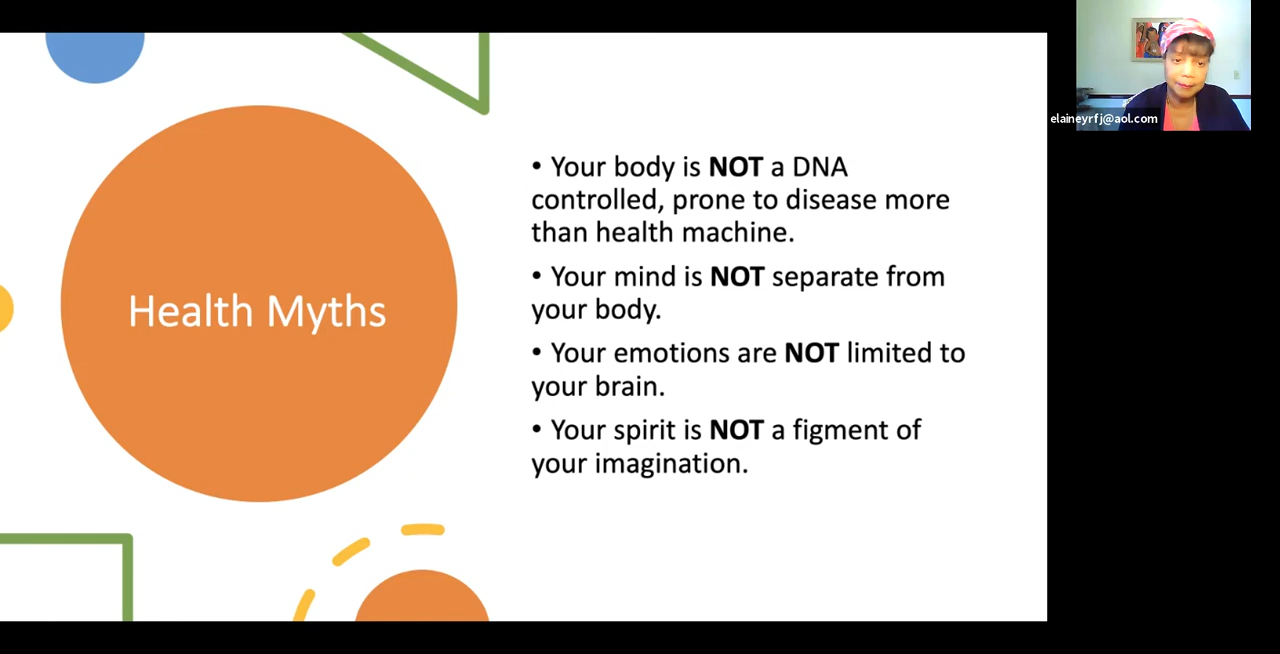 Health Myths
• Your body is NOT a DNA
controlled, prone to disease more
than health machine.
• Your mind is NOT separate from
your body.
• Your emotions are NOT limited to
your brain.
• Your spirit is NOT a figment of
your imagination.
elaineyrfj@aol.com